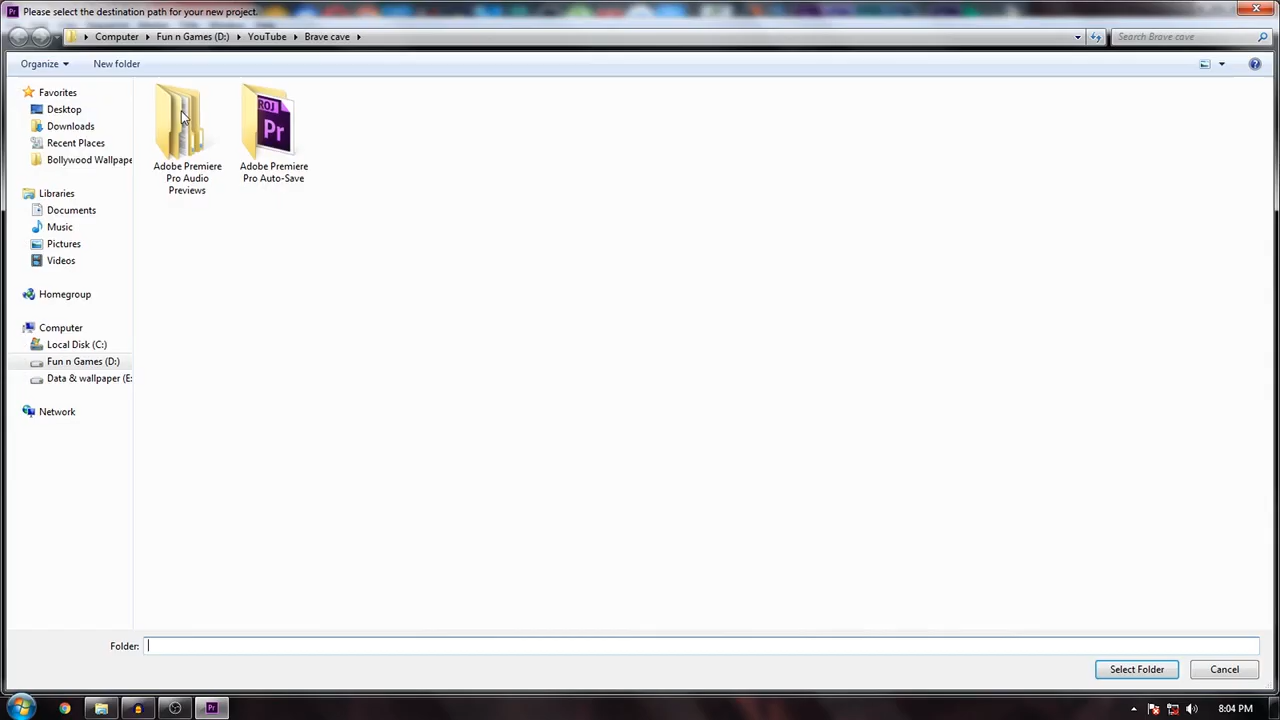 Please select the destination path for your new project.
Computer Fun n Games (D:) YouTube Brave cave
Search Brave cave
Organize
New folder
Favorites
Desktop
Downloads
Recent Places
Bollywood Wallpape
Libraries
Documents
Music
Pictures
Videos
Homegroup
Computer
Local Disk (C:)
Fun n Games (D:)
Data & wallpaper (E:
Network
Adobe Premiere
Pro Audio
Previews
ROJ
Pr
Adobe Premiere
Pro Auto-Save
Folder:
Select Folder
Cancel
Pr
8:04 PM